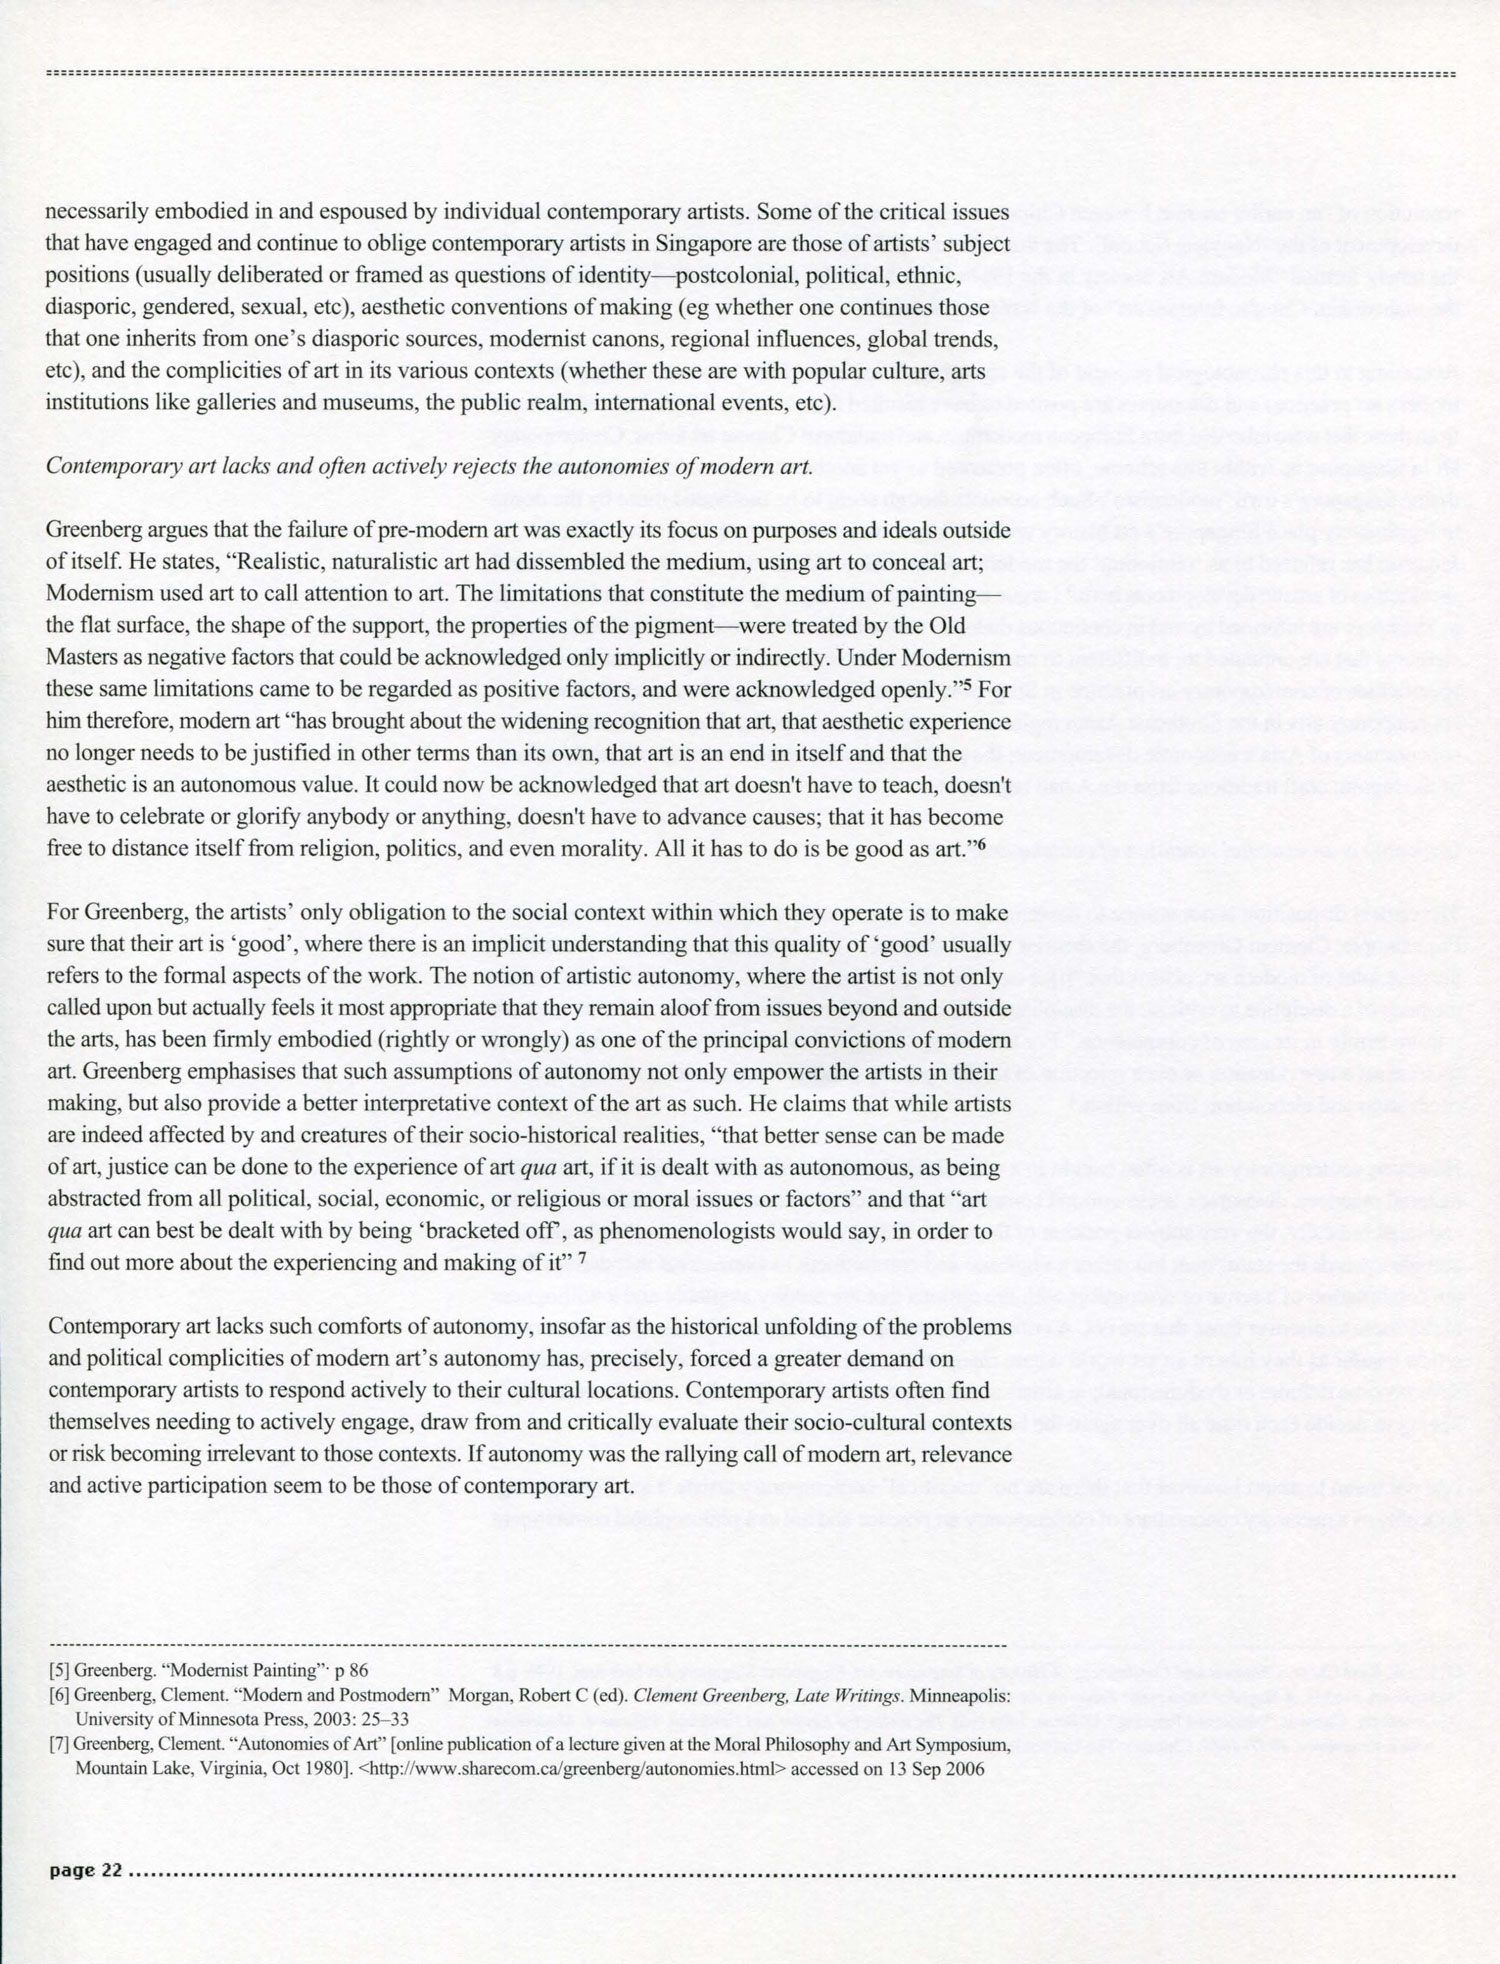 necessarily embodied in and espoused by individual contemporary artists. Some of the critical issues
that have engaged and continue to oblige contemporary artists in Singapore are those of artists’ subject
positions (usually deliberated or framed as questions of identity—postcolonial, political, ethnic,
diasporic, gendered, sexual, etc), aesthetic conventions of making (eg whether one continues those
that one inherits from one’s diasporic sources, modernist canons, regional influences, global trends,
etc), and the complicities of art in its various contexts (whether these are with popular culture, arts
institutions like galleries and museums, the public realm, international events, etc).
Contemporary art lacks and often actively rejects the autonomies of modern art.
Greenberg argues that the failure of pre-modern art was exactly its focus on purposes and ideals outside
of itself. He states, “Realistic, naturalistic art had dissembled the medium, using art to conceal art;
Modernism used art to call attention to art. The limitations that constitute the medium of painting—
the flat surface, the shape of the support, the properties of the pigment—were treated by the Old
Masters as negative factors that could be acknowledged only implicitly or indirectly. Under Modernism
these same limitations came to be regarded as positive factors, and were acknowledged openly.”5 For
him therefore, modern art “has brought about the widening recognition that art, that aesthetic experience
no longer needs to be justified in other terms than its own, that art is an end in itself and that the
aesthetic is an autonomous value. It could now be acknowledged that art doesn't have to teach, doesn't
have to celebrate or glorify anybody or anything, doesn't have to advance causes; that it has become
free to distance itself from religion, politics, and even morality. All it has to do is be good as art.”6
For Greenberg, the artists’ only obligation to the social context within which they operate is to make
sure that their art is ‘good’, where there is an implicit understanding that this quality of ‘good’ usually
refers to the formal aspects of the work. The notion of artistic autonomy, where the artist is not only
called upon but actually feels it most appropriate that they remain aloof from issues beyond and outside
the arts, has been firmly embodied (rightly or wrongly) as one of the principal convictions of modern
art. Greenberg emphasises that such assumptions of autonomy not only empower the artists in their
making, but also provide a better interpretative context of the art as such. He claims that while artists
are indeed affected by and creatures of their socio-historical realities, “that better sense can be made
of art, justice can be done to the experience of art qua art, if it is dealt with as autonomous, as being
abstracted from all political, social, economic, or religious or moral issues or factors” and that “art
qua art can best be dealt with by being ‘bracketed off’, as phenomenologists would say, in order to
find out more about the experiencing and making of it” 7
Contemporary art lacks such comforts of autonomy, insofar as the historical unfolding of the problems
and political complicities of modern art’s autonomy has, precisely, forced a greater demand on
contemporary artists to respond actively to their cultural locations. Contemporary artists often find
themselves needing to actively engage, draw from and critically evaluate their socio-cultural contexts
or risk becoming irrelevant to those contexts. If autonomy was the rallying call of modern art, relevance
and active participation seem to be those of contemporary art.
[5] Greenberg. “Modernist Painting”· p 86
[6] Greenberg, Clement. “Modern and Postmodern” Morgan, Robert C (ed). Clement Greenberg, Late Writings. Minneapolis:
University of Minnesota Press, 2003: 25–33
[7] Greenberg, Clement. “Autonomies of Art” [online publication of a lecture given at the Moral Philosophy and Art Symposium,
Mountain Lake, Virginia, Oct 1980]. <http://www.sharecom.ca/greenberg/autonomies.html> accessed on 13 Sep 2006
page 22